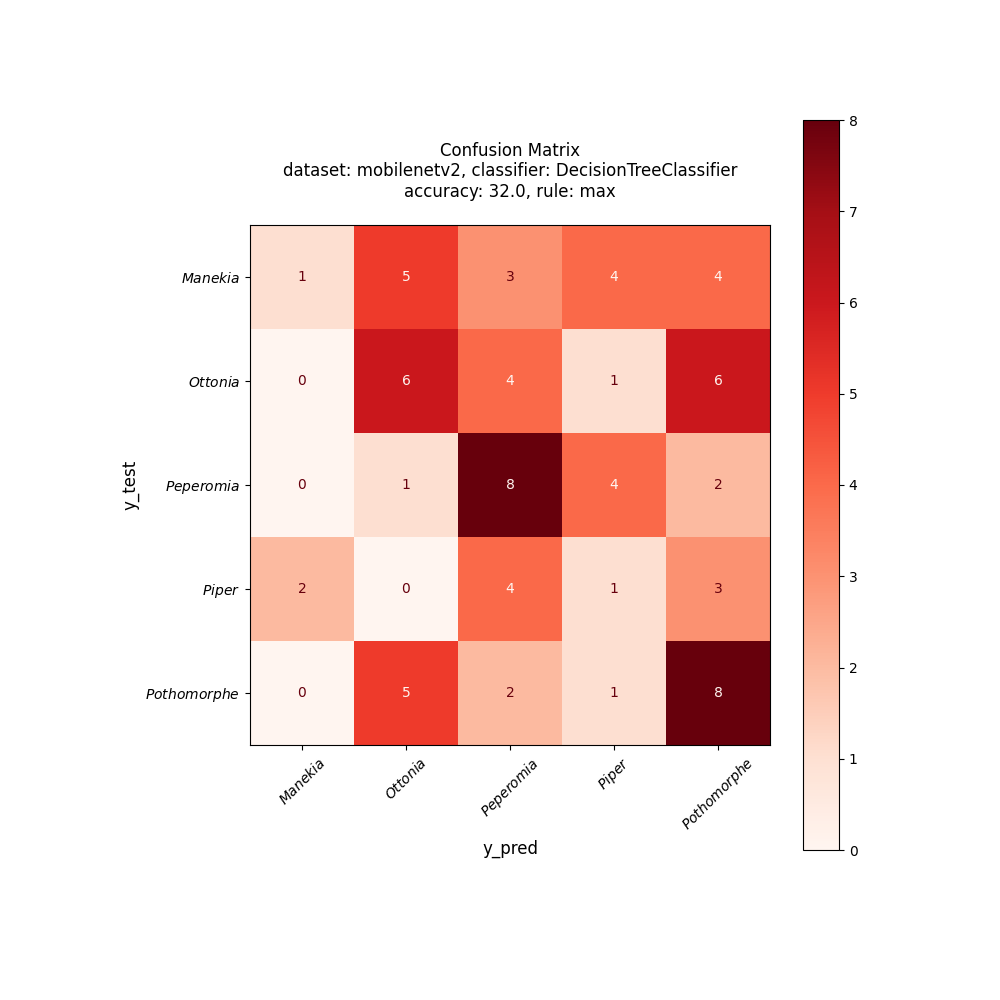 Confusion Matrix
dataset: mobilenetv2, classifier: DecisionTreeClassifier
accuracy: 32.0, rule: max
Manekia 1 5 3 4 4
Ottonia 0 6 4 1 6
Peperomia 0 1 8 4 2
Piper 2 0 4 1 3
Pothomorphe 0 5 2 1 8
Manekia Ottonia Peperomia Piper Pothomorphe
y_test
y_pred
8
7
6
5
4
3
2
1
0